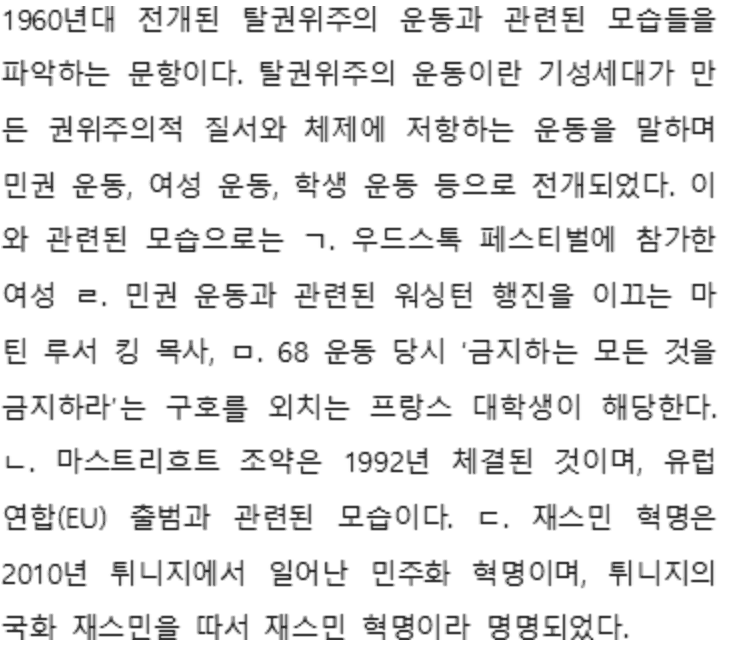 1960년대 전개된 탈권위주의 운동과 관련된 모습들을
파악하는 문항이다. 탈권위주의 운동이란 기성세대가 만
든 권위주의적 질서와 체제에 저항하는 운동을 말하며
민권 운동, 여성 운동, 학생 운동 등으로 전개되었다. 이
와 관련된 모습으로는 ㄱ. 우드스톡 페스티벌에 참가한
여성 ㄹ. 민권 운동과 관련된 워싱턴 행진을 이끄는 마
틴 루서 킹 목사, ㅁ. 68 운동 당시 '금지하는 모든 것을
금지하라'는 구호를 외치는 프랑스 대학생이 해당한다.
ㄴ. 마스트리흐트 조약은 1992년 체결된 것이며, 유럽
연합(EU) 출범과 관련된 모습이다. ㄷ. 재스민 혁명은
2010년 튀니지에서 일어난 민주화 혁명이며, 튀니지의
국화 재스민을 따서 재스민 혁명이라 명명되었다.